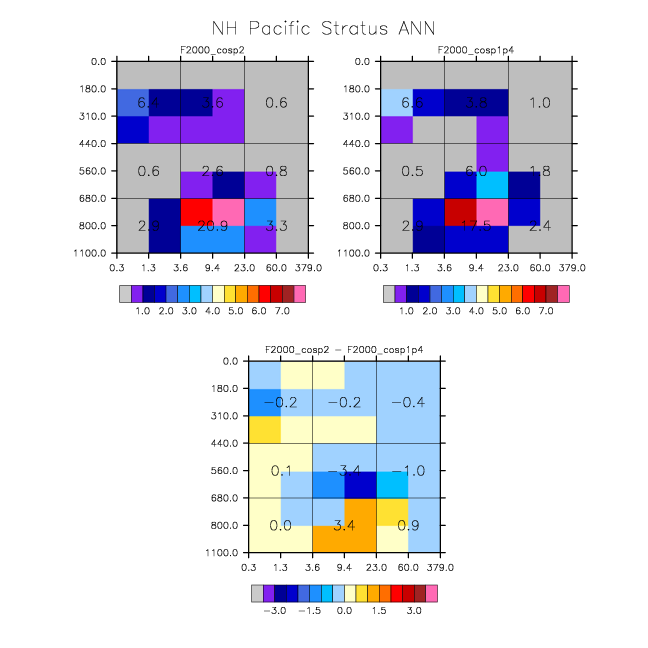 NH Pacific Stratus ANN
F2000_cosp2
0.0
180.0
310.0
440.0
560.0
680.0
800.0
1100.0
6.4 3.6 0.6
0.6 2.6 0.8
2.9 20.9 3.3
0.3 1.3 3.6 9.4 23.0 60.0 379.0
1.0 2.0 3.0 4.0 5.0 6.0 7.0
F2000_cosp1p4
0.0
180.0
310.0
440.0
560.0
680.0
800.0
1100.0
6.6 1.0
0.5 6.0 1.8
2.9 17.5 2.4
0.3 1.3 3.6 9.4 23.0 60.0 379.0
1.0 2.0 3.0 4.0 5.0 6.0 7.0
F2000_cosp2 − F2000_cosp1p4
0.0
180.0
310.0
440.0
560.0
680.0
800.0
1100.0
−0.2 −0.2 −0.4
0.1 −3.4 −1.0
0.0 3.4 0.9
0.3 1.3 3.6 9.4 23.0 60.0 379.0
−3.0 −1.5 0.0 1.5 3.0